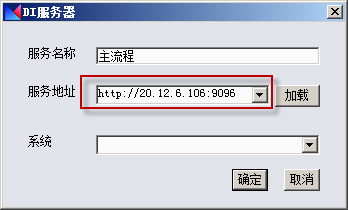 DI服务器
服务名称 主流程
服务地址 http://20.12.6.106:9096 加载
系统
确定 取消